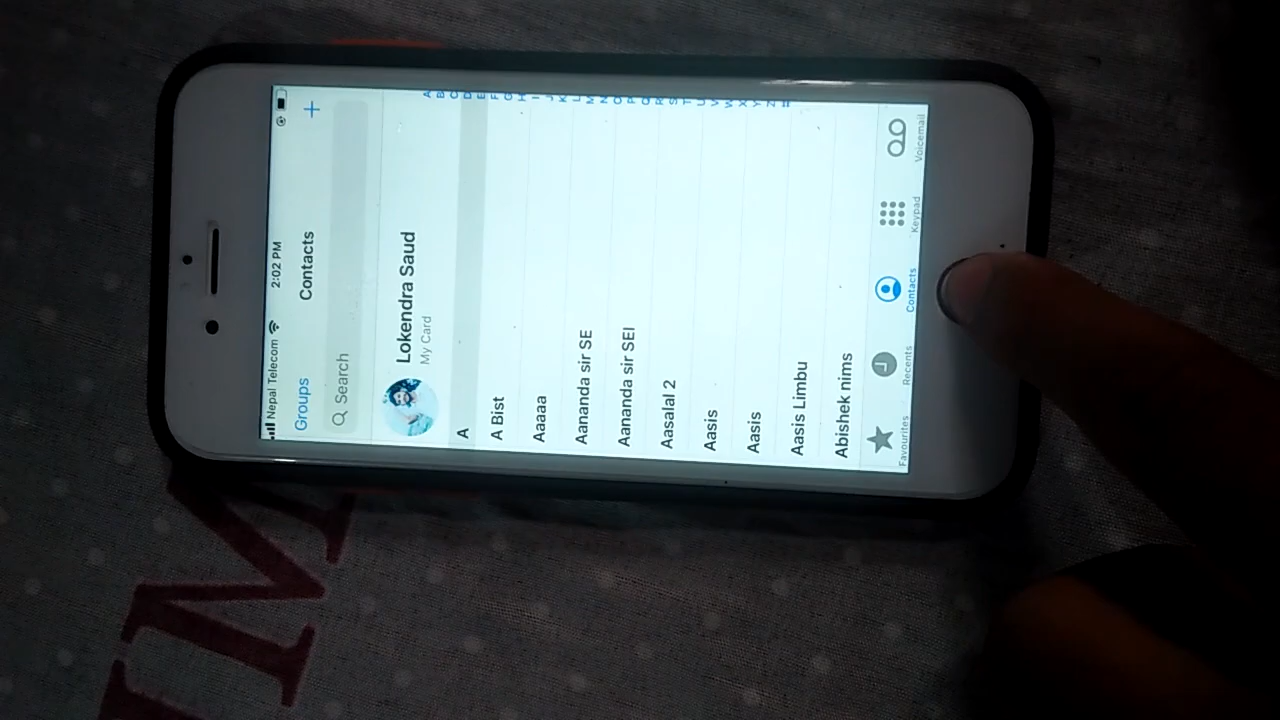 Nepal Telecom 2:02 PM
Groups Contacts +
Search
Lokendra Saud
My Card
A
A Bist
Aaaaa
Aananda sir SE
Aananda sir SEI
Aasalal 2
Aasis
Aasis
Aasis Limbu
Abishek nims
A
B
C
D
E
F
G
H
I
J
K
L
M
N
O
P
Q
R
S
T
U
V
W
X
Y
Z
#
Favourites Recents Contacts Keypad Voicemail